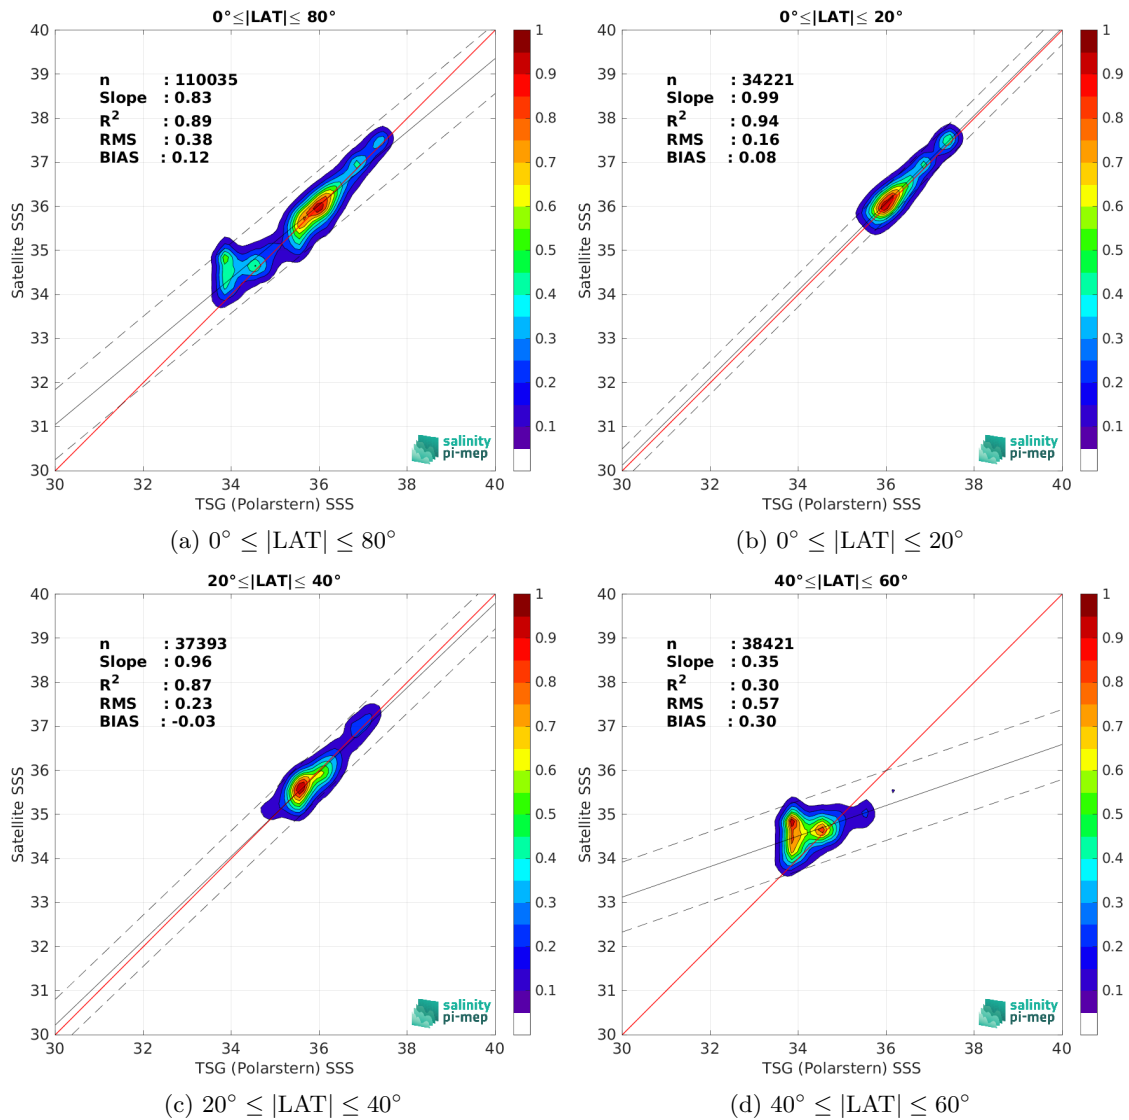 0°≤|LAT|≤ 80°
n : 110035
Slope : 0.83
R² : 0.89
RMS : 0.38
BIAS : 0.12
40
39
38
37
36
35
34
33
32
31
30
30 32 34 36 38 40
Satellite SSS
TSG (Polarstern) SSS
salinity
pi-mep
1
0.9
0.8
0.7
0.6
0.5
0.4
0.3
0.2
0.1
(a) 0° ≤ |LAT| ≤ 80°
0°≤|LAT|≤ 20°
n : 34221
Slope : 0.99
R² : 0.94
RMS : 0.16
BIAS : 0.08
40
39
38
37
36
35
34
33
32
31
30
30 32 34 36 38 40
Satellite SSS
TSG (Polarstern) SSS
salinity
pi-mep
1
0.9
0.8
0.7
0.6
0.5
0.4
0.3
0.2
0.1
(b) 0° ≤ |LAT| ≤ 20°
20°≤|LAT|≤ 40°
n : 37393
Slope : 0.96
R² : 0.87
RMS : 0.23
BIAS : -0.03
40
39
38
37
36
35
34
33
32
31
30
30 32 34 36 38 40
Satellite SSS
TSG (Polarstern) SSS
salinity
pi-mep
1
0.9
0.8
0.7
0.6
0.5
0.4
0.3
0.2
0.1
(c) 20° ≤ |LAT| ≤ 40°
40°≤|LAT|≤ 60°
n : 38421
Slope : 0.35
R² : 0.30
RMS : 0.57
BIAS : 0.30
40
39
38
37
36
35
34
33
32
31
30
30 32 34 36 38 40
Satellite SSS
TSG (Polarstern) SSS
salinity
pi-mep
1
0.9
0.8
0.7
0.6
0.5
0.4
0.3
0.2
0.1
(d) 40° ≤ |LAT| ≤ 60°